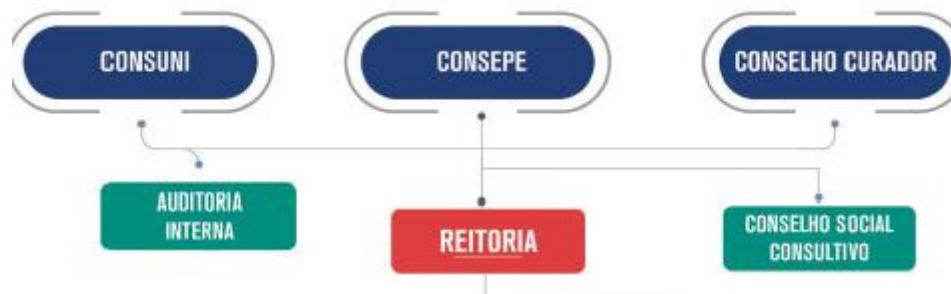 CONSUNI
CONSEPE
CONSELHO CURADOR
AUDITORIA
INTERNA
REITORIA
CONSELHO SOCIAL
CONSULTIVO